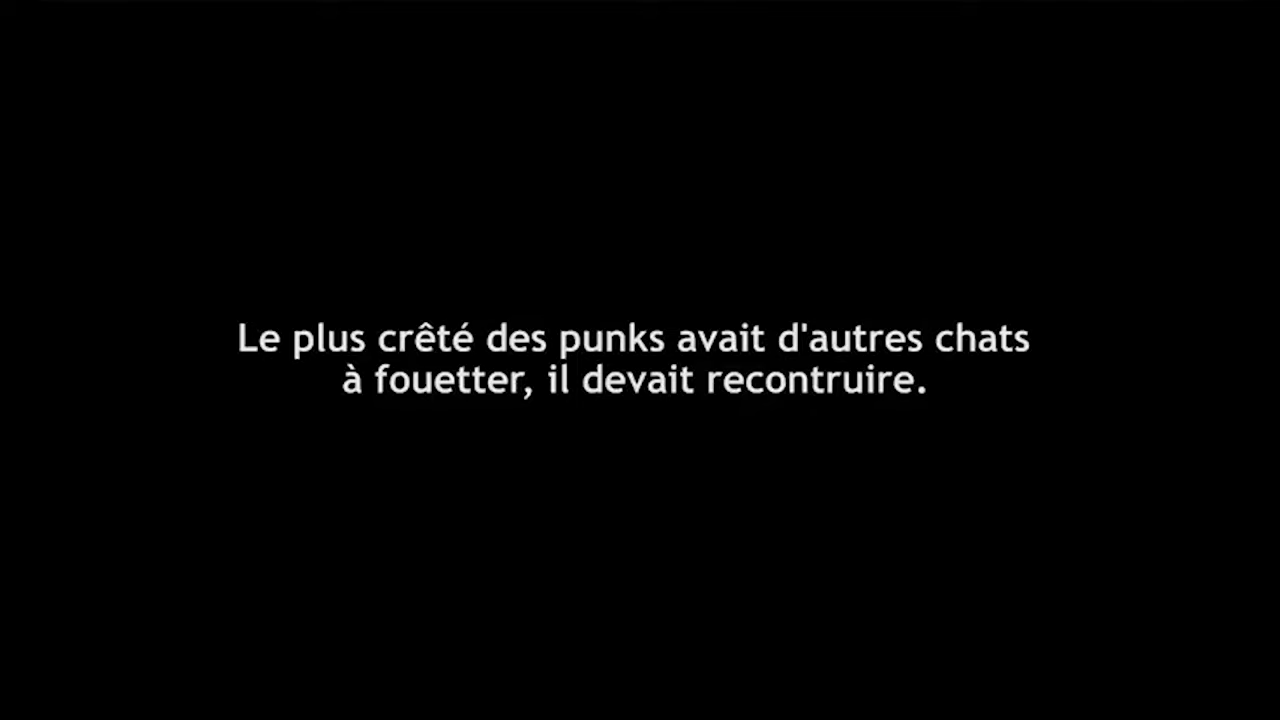 Le plus crêté des punks avait d'autres chats
à fouetter, il devait recontruire.